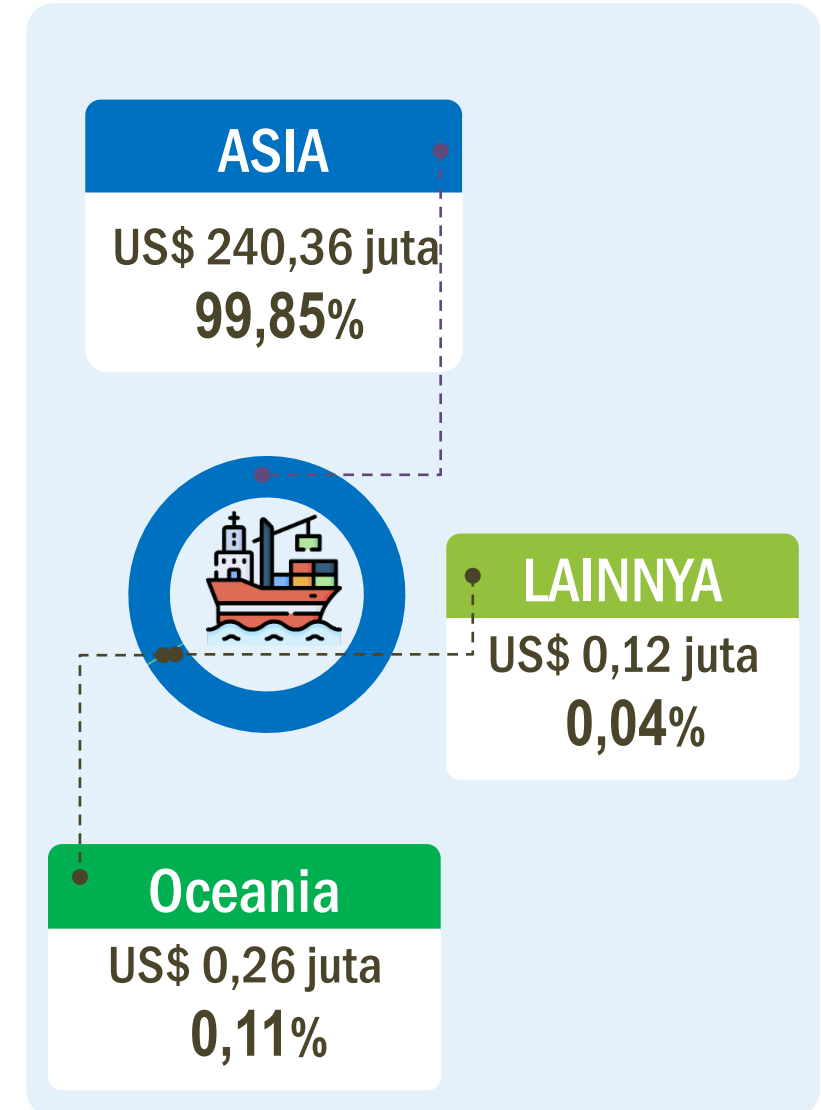 ASIA
US$ 240,36 juta
99,85%
LAINNYA
US$ 0,12 juta
0,04%
Oceania
US$ 0,26 juta
0,11%